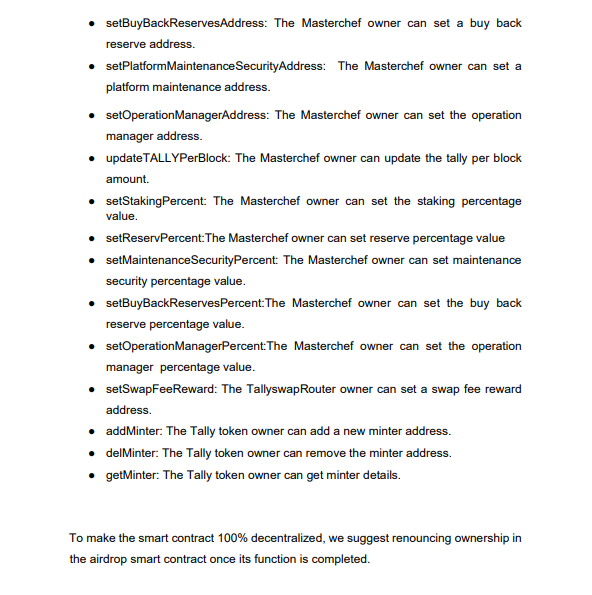 ● setBuyBackReservesAddress: The Masterchef owner can set a buy back
reserve address.
● setPlatformMaintenanceSecurityAddress: The Masterchef owner can set a
platform maintenance address.
● setOperationManagerAddress: The Masterchef owner can set the operation
manager address.
● updateTALLYPerBlock: The Masterchef owner can update the tally per block
amount.
● setStakingPercent: The Masterchef owner can set the staking percentage
value.
● setReservPercent:The Masterchef owner can set reserve percentage value
● setMaintenanceSecurityPercent: The Masterchef owner can set maintenance
security percentage value.
● setBuyBackReservesPercent:The Masterchef owner can set the buy back
reserve percentage value.
● setOperationManagerPercent:The Masterchef owner can set the operation
manager percentage value.
● setSwapFeeReward: The TallyswapRouter owner can set a swap fee reward
address.
● addMinter: The Tally token owner can add a new minter address.
● delMinter: The Tally token owner can remove the minter address.
● getMinter: The Tally token owner can get minter details.
To make the smart contract 100% decentralized, we suggest renouncing ownership in
the airdrop smart contract once its function is completed.